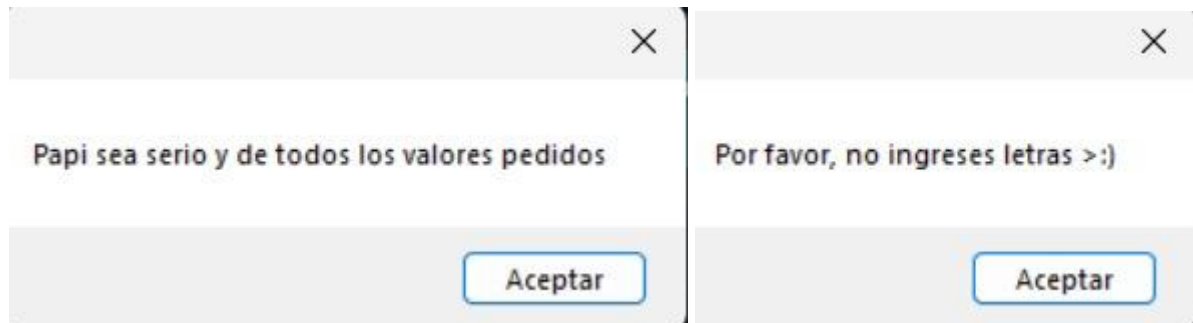 Papi sea serio y de todos los valores pedidos
Aceptar
Por favor, no ingreses letras >:)
Aceptar